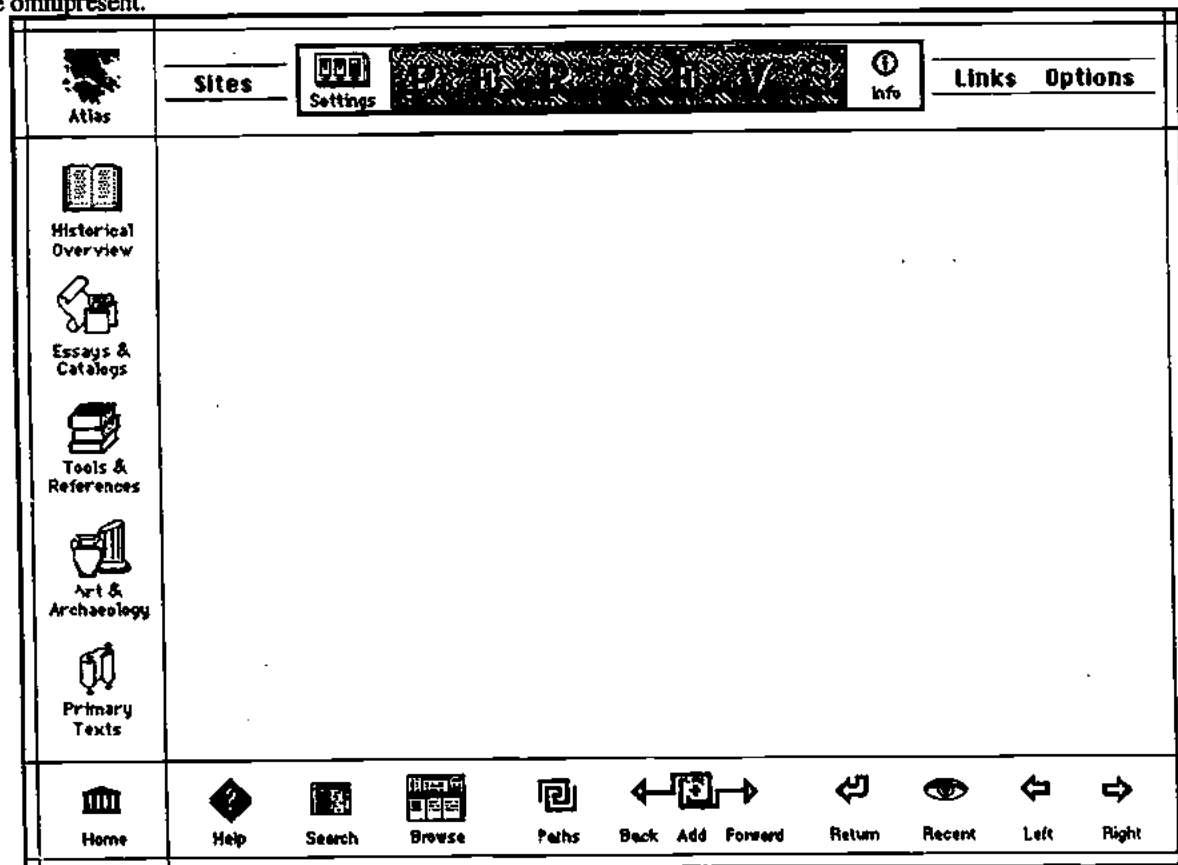 e omnipresent.
Atlas
Sites
Settings
Info
Links Options
Historical
Overview
Essays &
Catalogs
Tools &
References
Art &
Archaeology
Primary
Texts
Home
Help
Search
Browse
Paths
Back Add Forward
Return
Recent
Left
Right